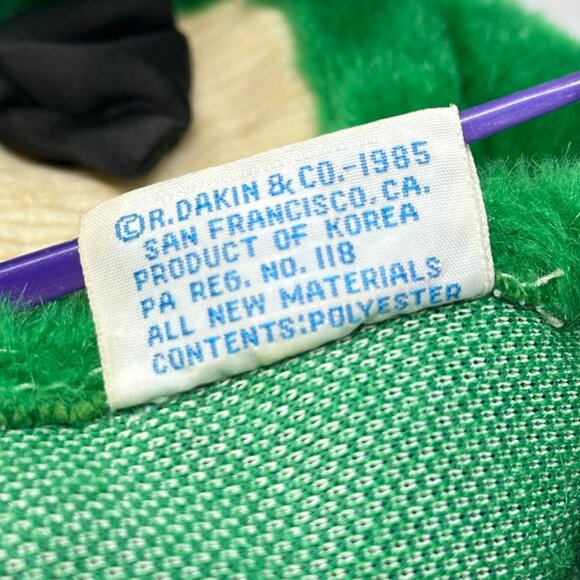 ©R.DAKIN & CO.-1985
SAN FRANCISCO, CA.
PRODUCT OF KOREA
PA REG. NO. 118
ALL NEW MATERIALS
CONTENTS:POLYESTER